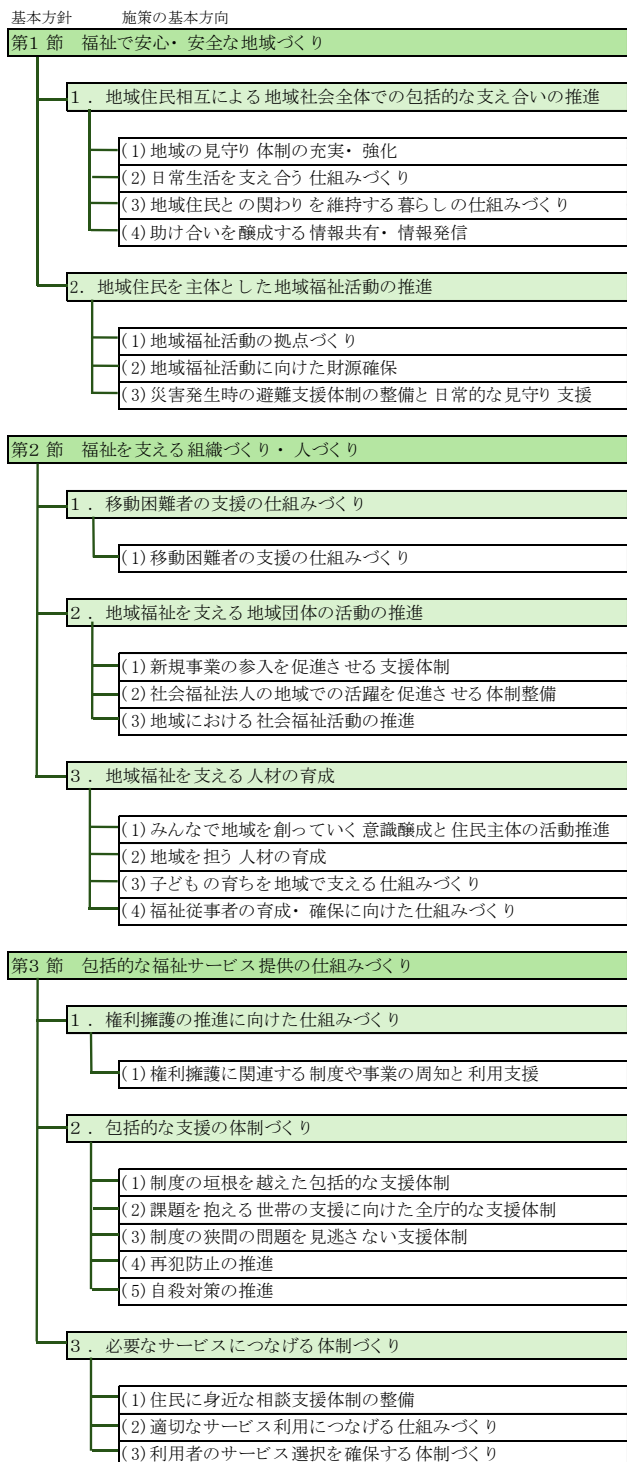 基本方針　施策の基本方向
第1節　福祉で安心・安全な地域づくり
1．地域住民相互による地域社会全体での包括的な支え合いの推進
(1)地域の見守り体制の充実・強化
(2)日常生活を支え合う仕組みづくり
(3)地域住民との関わりを維持する暮らしの仕組みづくり
(4)助け合いを醸成する情報共有・情報発信
2．地域住民を主体とした地域福祉活動の推進
(1)地域福祉活動の拠点づくり
(2)地域福祉活動に向けた財源確保
(3)災害発生時の避難支援体制の整備と日常的な見守り支援
第2節　福祉を支える組織づくり・人づくり
1．移動困難者の支援の仕組みづくり
(1)移動困難者の支援の仕組みづくり
2．地域福祉を支える地域団体の活動の推進
(1)新規事業の参入を促進させる支援体制
(2)社会福祉法人の地域での活躍を促進させる体制整備
(3)地域における社会福祉活動の推進
3．地域福祉を支える人材の育成
(1)みんなで地域を創っていく意識醸成と住民主体の活動推進
(2)地域を担う人材の育成
(3)子どもの育ちを地域で支える仕組みづくり
(4)福祉従事者の育成・確保に向けた仕組みづくり
第3節　包括的な福祉サービス提供の仕組みづくり
1．権利擁護の推進に向けた仕組みづくり
(1)権利擁護に関連する制度や事業の周知と利用支援
2．包括的な支援の体制づくり
(1)制度の垣根を越えた包括的な支援体制
(2)課題を抱える世帯の支援に向けた全庁的な支援体制
(3)制度の狭間の問題を見逃さない支援体制
(4)再犯防止の推進
(5)自殺対策の推進
3．必要なサービスにつなげる体制づくり
(1)住民に身近な相談支援体制の整備
(2)適切なサービス利用につなげる仕組みづくり
(3)利用者のサービス選択を確保する体制づくり